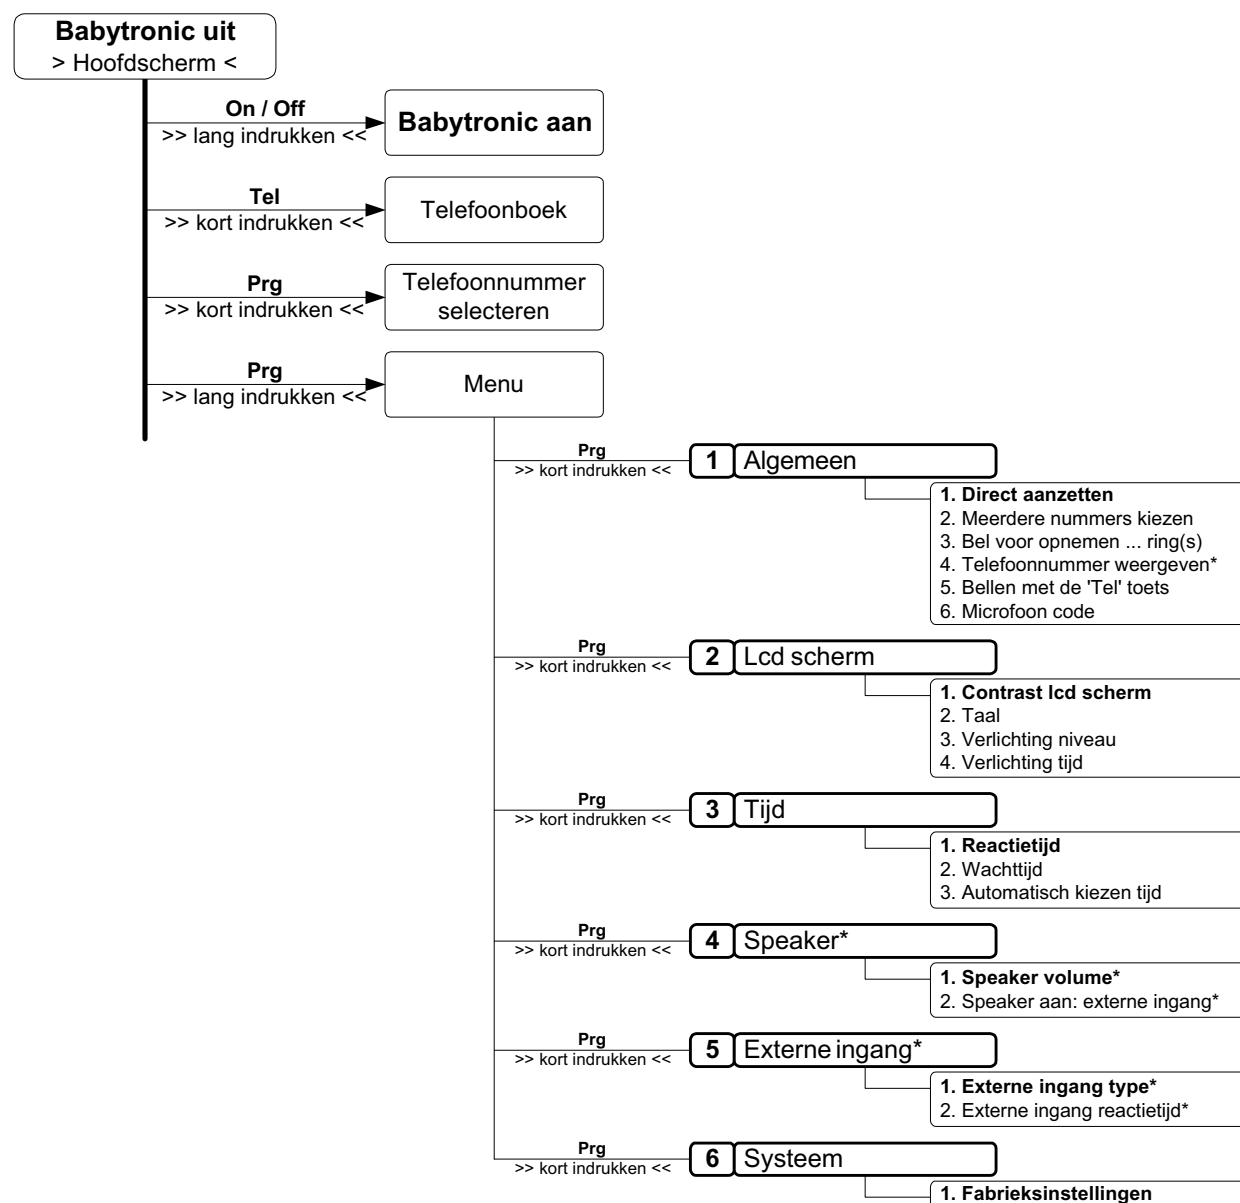 Babytronic uit
> Hoofdscherm <
On / Off
>> lang indrukken <<
Babytronic aan
Tel
>> kort indrukken <<
Telefoonboek
Prg
>> kort indrukken <<
Telefoonnummer
selecteren
Prg
>> lang indrukken <<
Menu
Prg
>> kort indrukken <<
1 Algemeen
1. Direct aanzetten
2. Meerdere nummers kiezen
3. Bel voor opnemen ... ring(s)
4. Telefoonnummer weergeven*
5. Bellen met de 'Tel' toets
6. Microfoon code
Prg
>> kort indrukken <<
2 Lcd scherm
1. Contrast lcd scherm
2. Taal
3. Verlichting niveau
4. Verlichting tijd
Prg
>> kort indrukken <<
3 Tijd
1. Reactietijd
2. Wachttijd
3. Automatisch kiezen tijd
Prg
>> kort indrukken <<
4 Speaker*
1. Speaker volume*
2. Speaker aan: externe ingang*
Prg
>> kort indrukken <<
5 Externe ingang*
1. Externe ingang type*
2. Externe ingang reactietijd*
Prg
>> kort indrukken <<
6 Systeem
1. Fabrieksinstellingen